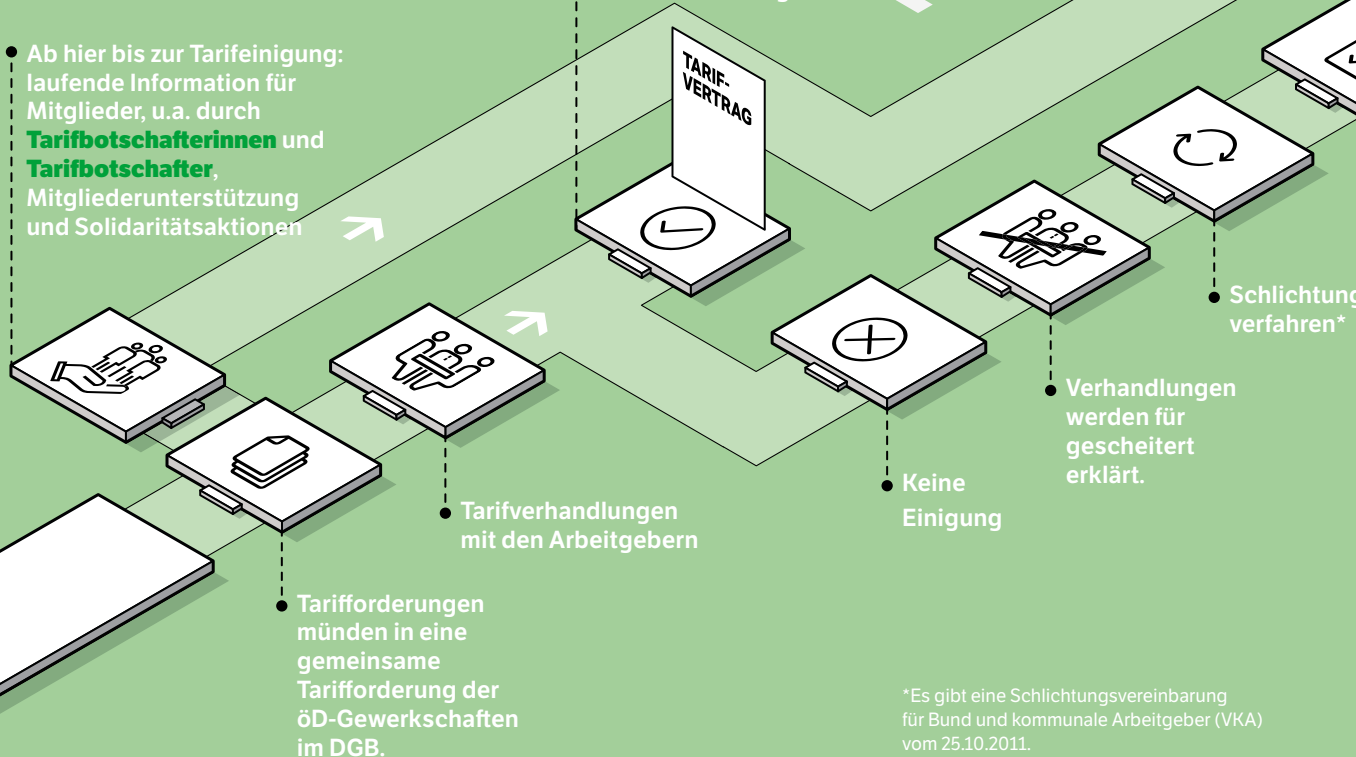 Ab hier bis zur Tarifeinigung:
laufende Information für
Mitglieder, u.a. durch
Tarifbotschafterinnen und
Tarifbotschafter,
Mitgliederunterstützung
und Solidaritätsaktionen
TARIF-
VERTRAG
Schlichtung
verfahren*
Verhandlungen
werden für
gescheitert
erklärt.
Keine
Einigung
Tarifverhandlungen
mit den Arbeitgebern
Tarifforderungen
münden in eine
gemeinsame
Tarifforderung der
öD-Gewerkschaften
im DGB.
*Es gibt eine Schlichtungsvereinbarung
für Bund und kommunale Arbeitgeber (VKA)
vom 25.10.2011.